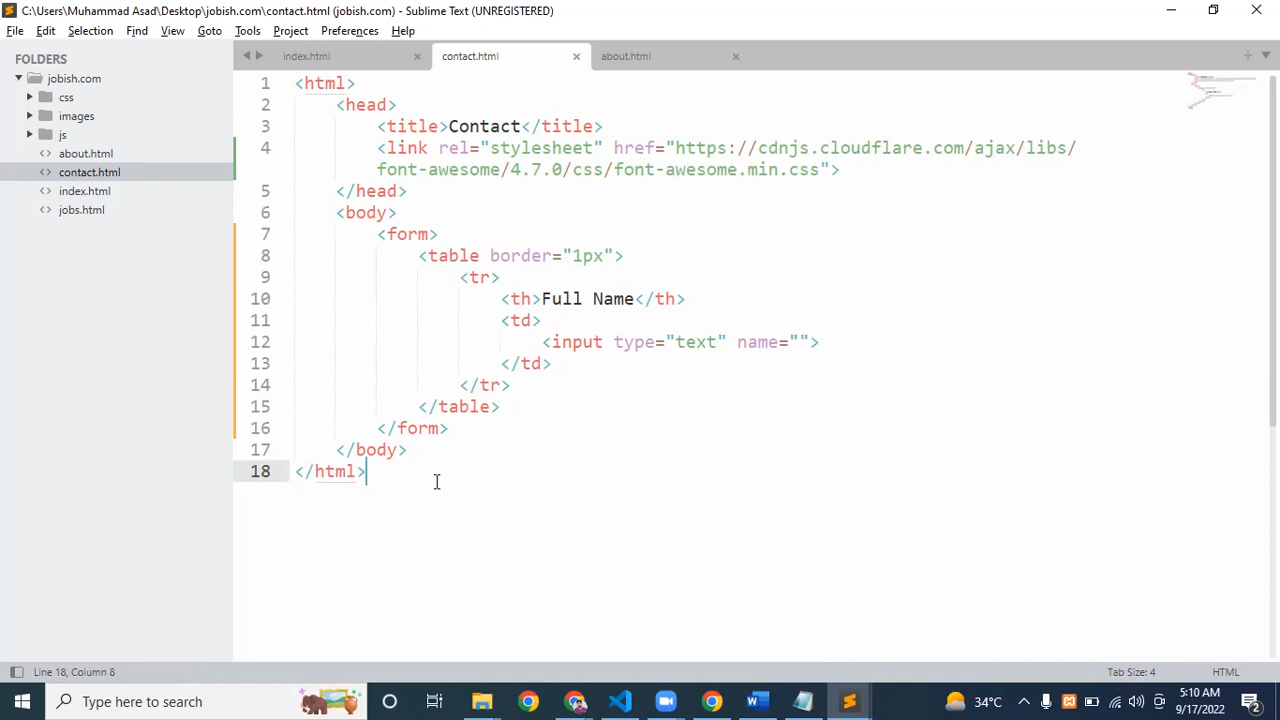 C:\Users\Muhammad Asad\Desktop\jobish.com\contact.html (jobish.com) - Sublime Text (UNREGISTERED)
File Edit Selection Find View Goto Tools Project Preferences Help
FOLDERS
jobish.com
css
images
js
about.html
contact.html
index.html
jobs.html
index.html contact.html about.html
1 <html>
2 <head>
3 <title>Contact</title>
4 <link rel="stylesheet" href="https://cdnjs.cloudflare.com/ajax/libs/
font-awesome/4.7.0/css/font-awesome.min.css">
5 </head>
6 <body>
7 <form>
8 <table border="1px">
9 <tr>
10 <th>Full Name</th>
11 <td>
12 <input type="text" name="">
13 </td>
14 </tr>
15 </table>
16 </form>
17 </body>
18 </html>
Line 18, Column 8 Tab Size: 4 HTML
Type here to search
34°C
5:10 AM
9/17/2022
2